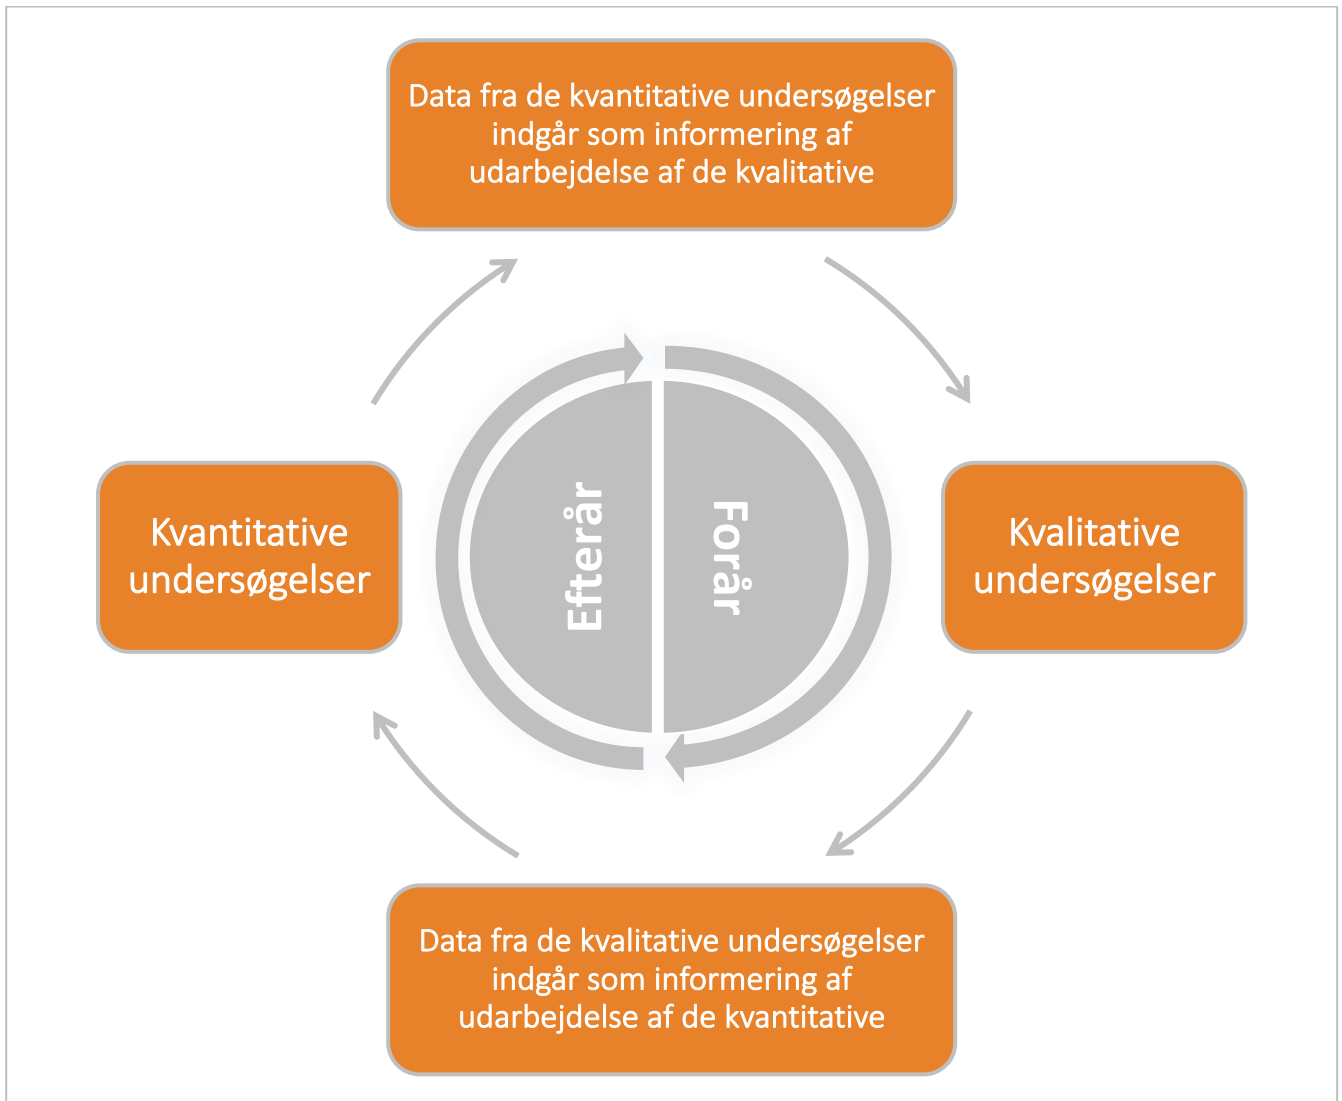 Data fra de kvantitative undersøgelser
indgår som informering af
udarbejdelse af de kvalitative
Kvantitative
undersøgelser
Efterår
Forår
Kvalitative
undersøgelser
Data fra de kvalitative undersøgelser
indgår som informering af
udarbejdelse af de kvantitative